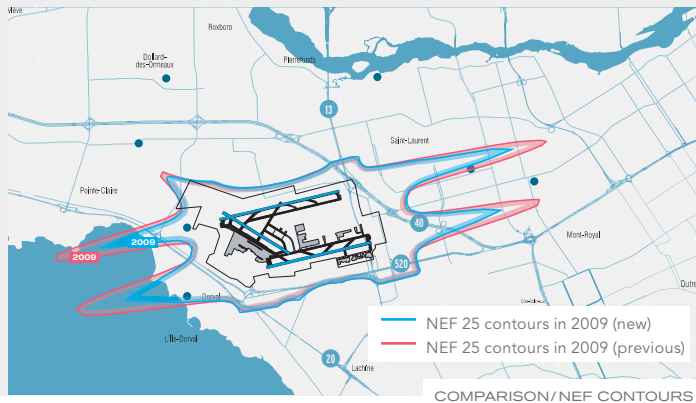 Roxboro
Dollard-
des-Ormeaux
Pierrefonds
13
Saint-Laurent
Pointe-Claire
40
2009
2009
Mont-Royal
520
Dorval
L'Île-Dorval
20
Lachine
NEF 25 contours in 2009 (new)
NEF 25 contours in 2009 (previous)
COMPARISON/NEF CONTOURS